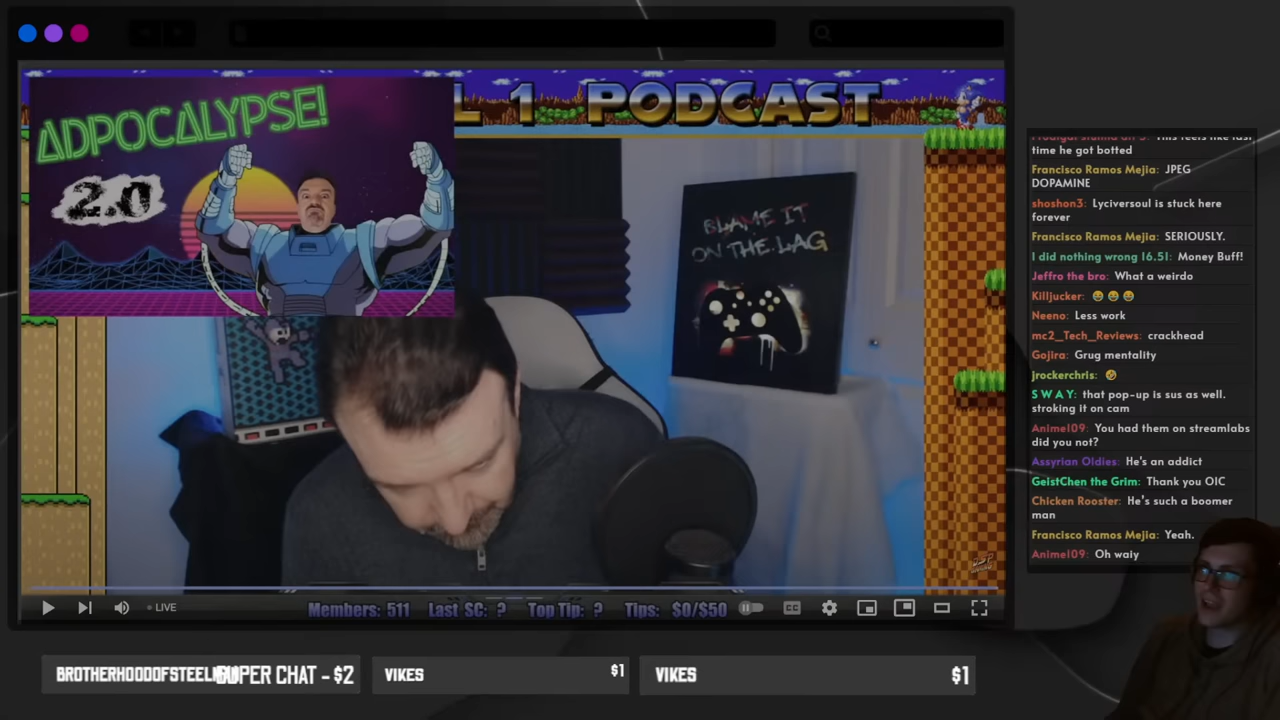 ADPOCALYPSE!
2.0
L 1 PODCAST
BLAME IT
ON THE LAG
time he got botted
Francisco Ramos Mejia: JPEG
DOPAMINE
shoshon3: Lyciversoul is stuck here
forever
Francisco Ramos Mejia: SERIOUSLY.
I did nothing wrong 16.51: Money Buff!
Jeffro the bro: What a weirdo
Killjucker: 😂😂😂
Neeno: Less work
mc2_Tech_Reviews: crackhead
Gojira: Grug mentality
jrockerchris: 🤣
S W A Y: that pop-up is sus as well.
stroking it on cam
Anime109: You had them on streamlabs
did you not?
Assyrian Oldies: He's an addict
GeistChen the Grim: Thank you OIC
Chicken Rooster: He's such a boomer
man
Francisco Ramos Mejia: Yeah.
Anime109: Oh waiy
LIVE
Members: 511 Last SC: ? Top Tip: ? Tips: $0/$50
CC
SUPER CHAT - $2
VIKES $1
VIKES $1